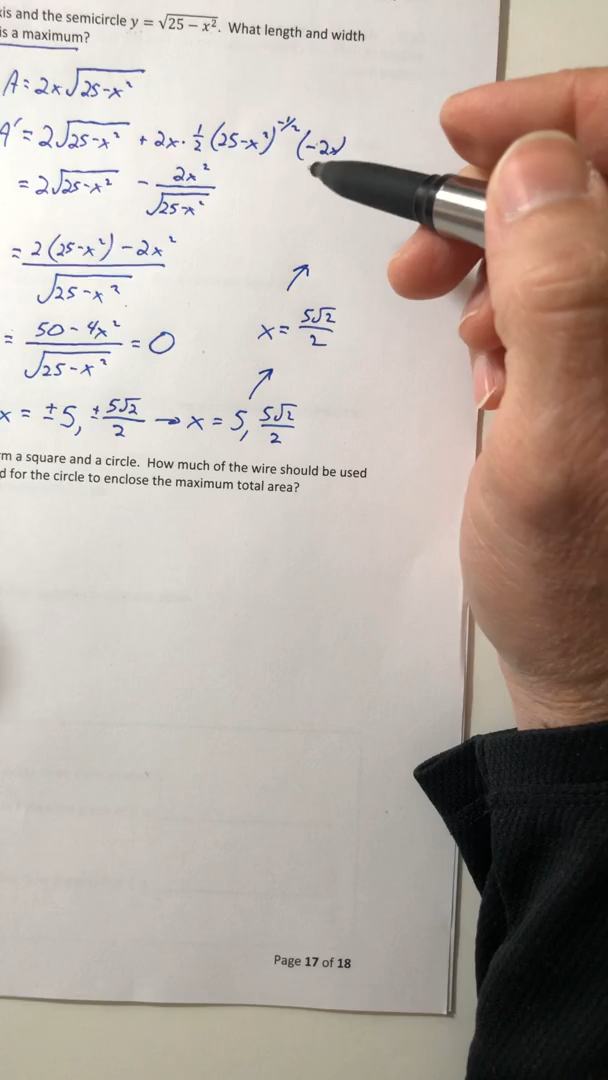 xis and the semicircle y = √25 − x². What length and width
is a maximum?
A = 2x√25-x²
A' = 2√25-x² + 2x · 1/2 (25-x²)^-1/2 (-2x)
= 2√25-x² - 2x²/√25-x²
= 2(25-x²) - 2x²/√25-x²
= 50 - 4x²/√25-x² = 0
↗
x = 5√2/2
↗
x = ±5, ±5√2/2 → x = 5, 5√2/2
m a square and a circle. How much of the wire should be used
d for the circle to enclose the maximum total area?
Page 17 of 18